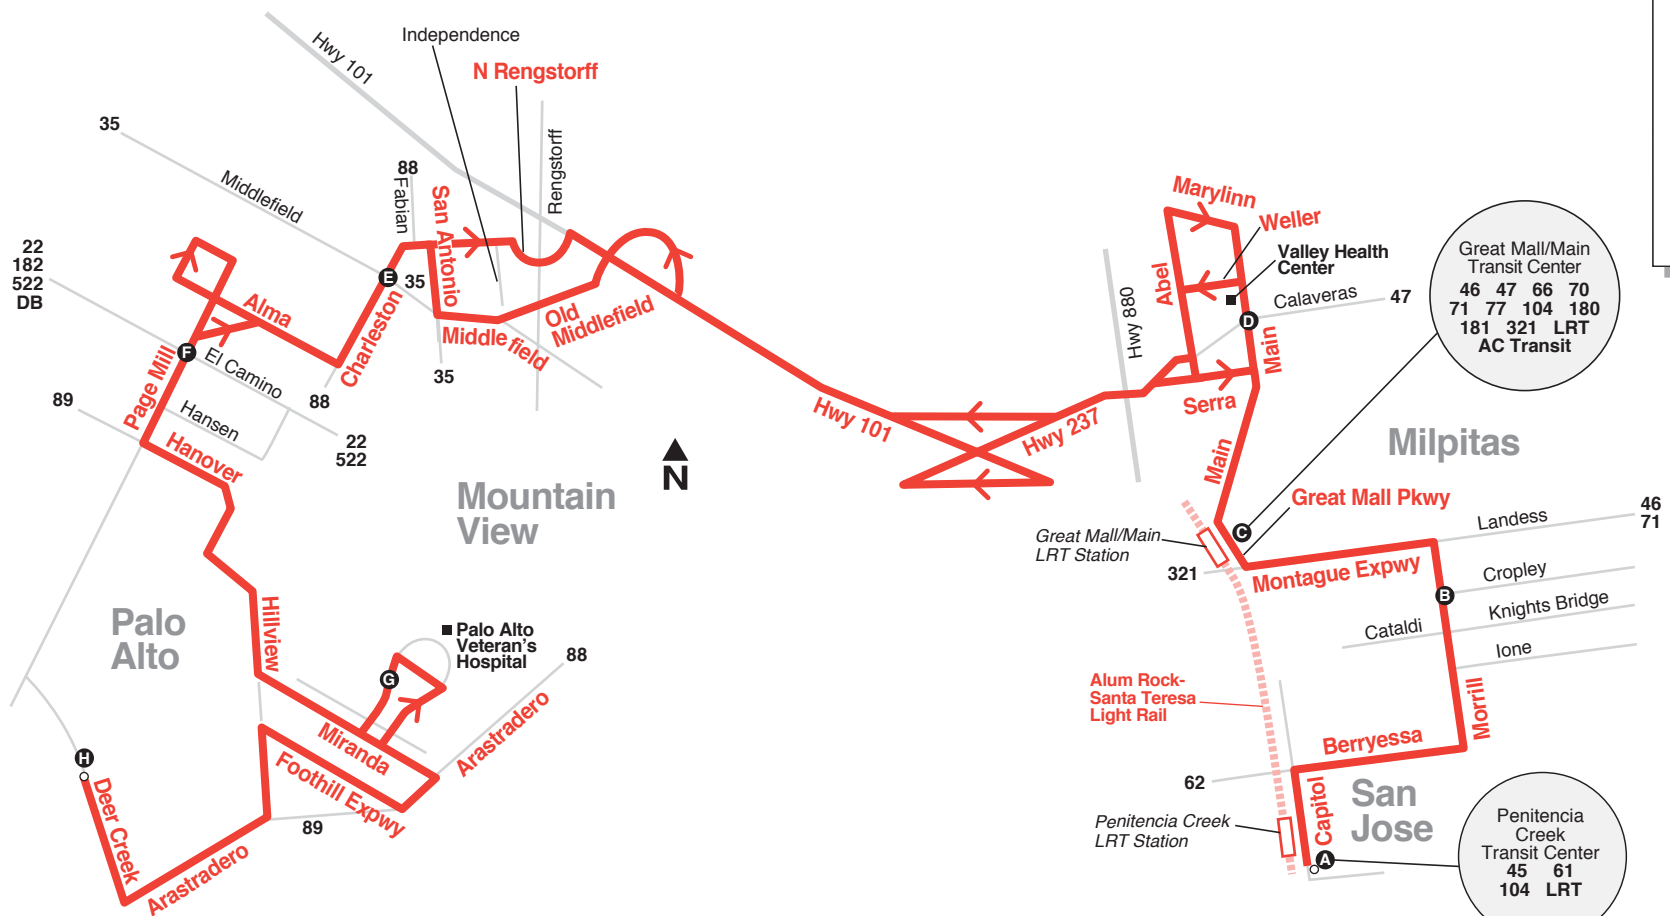 Independence
N Rengstorff
Hwy 101
35
88
Middlefield
Fabian
San Antonio
Rengstorff
22
182
522
DB
E
35
Alma
Charleston
Middlefield
Old
Middlefield
35
F
El Camino
88
Page Mill
89
Hansen
Hanover
22
522
Mountain
View
N
Palo
Alto
Hillview
Palo Alto
Veteran's
Hospital
G
88
Miranda
Arastradero
Foothill Expwy
H
Deer Creek
89
Arastradero
Hwy 101
Hwy 237
Hwy 880
Marylinn
Weller
Abel
Valley Health
Center
Calaveras
47
D
Main
Serra
Main
Great Mall/Main
Transit Center
46 47 66 70
71 77 104 180
181 321 LRT
AC Transit
Milpitas
Great Mall Pkwy
C
Great Mall/Main
LRT Station
321
Montague Expwy
Landess
46
71
B
Cropley
Knights Bridge
Cataldi
Ione
Alum Rock-
Santa Teresa
Light Rail
Morrill
Berryessa
62
Capitol
San
Jose
Penitencia Creek
LRT Station
A
Penitencia
Creek
Transit Center
45 61
104 LRT